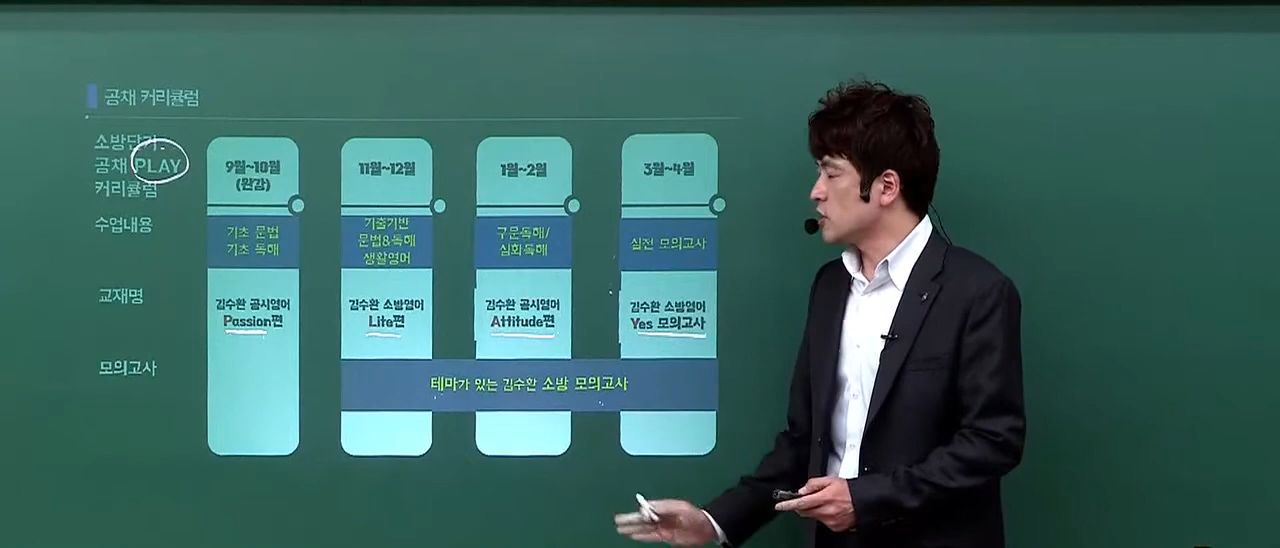 공채 커리큘럼
소방단기
공채 PLAY
커리큘럼
9월~10월
(완강)
11월~12월
1월~2월
3월~4월
수업내용
기초 문법
기초 독해
기출기반
문법&독해
생활영어
구문독해/
심화독해
실전 모의고사
교재명
김수환 공시영어
Passion편
김수환 소방영어
Life편
김수환 공시영어
Attitude편
김수환 소방영어
Yes 모의고사
모의고사
테마가 있는 김수환 소방 모의고사